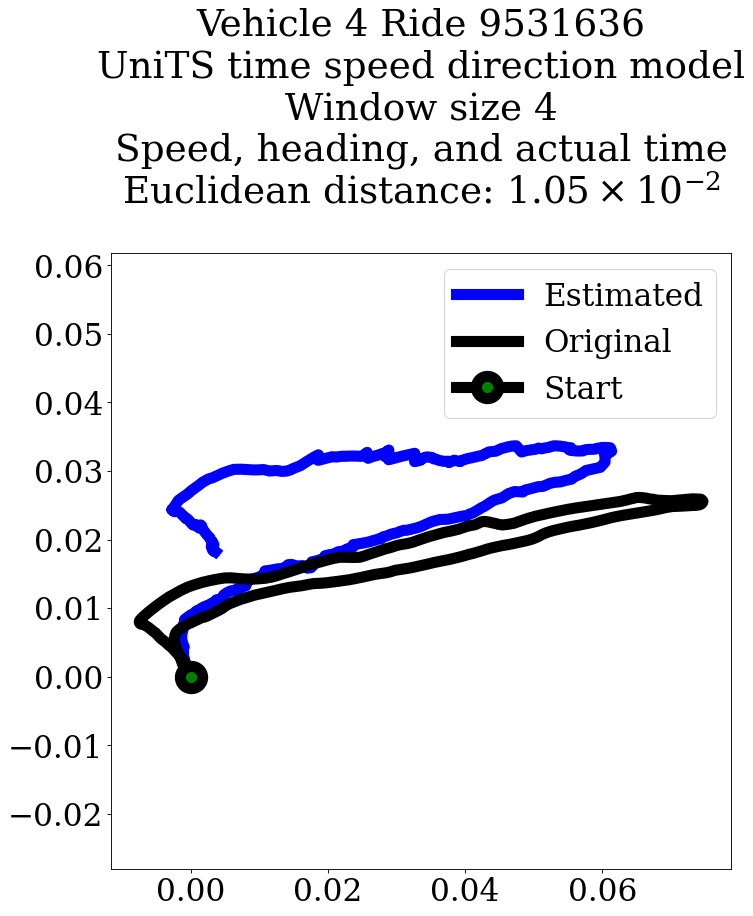 Vehicle 4 Ride 9531636
UniTS time speed direction model
Window size 4
Speed, heading, and actual time
Euclidean distance: 1.05 × 10⁻²
0.06
0.05
0.04
0.03
0.02
0.01
0.00
−0.01
−0.02
Estimated
Original
Start
0.00 0.02 0.04 0.06